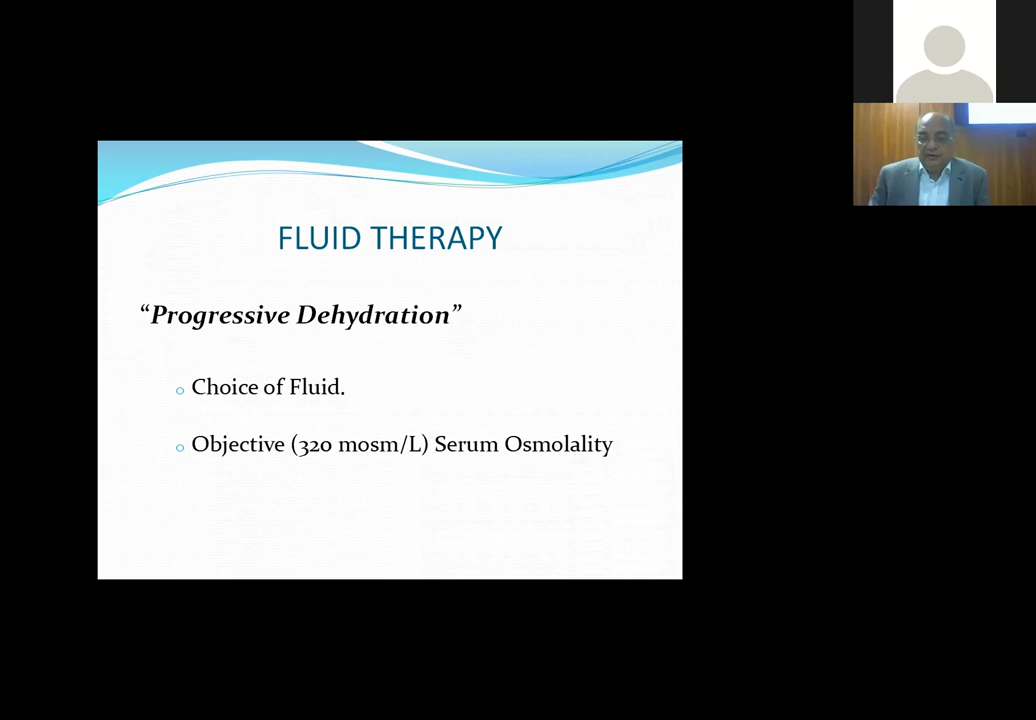 FLUID THERAPY
“Progressive Dehydration”
Choice of Fluid.
Objective (320 mosm/L) Serum Osmolality